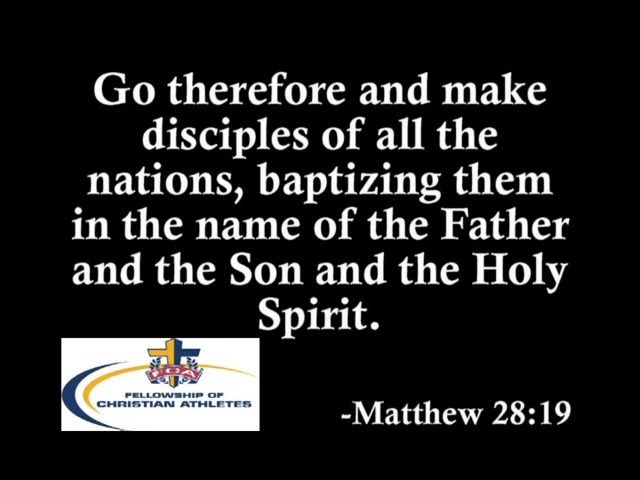 Go therefore and make
disciples of all the
nations, baptizing them
in the name of the Father
and the Son and the Holy
Spirit.
FCA
FELLOWSHIP OF
CHRISTIAN ATHLETES
-Matthew 28:19